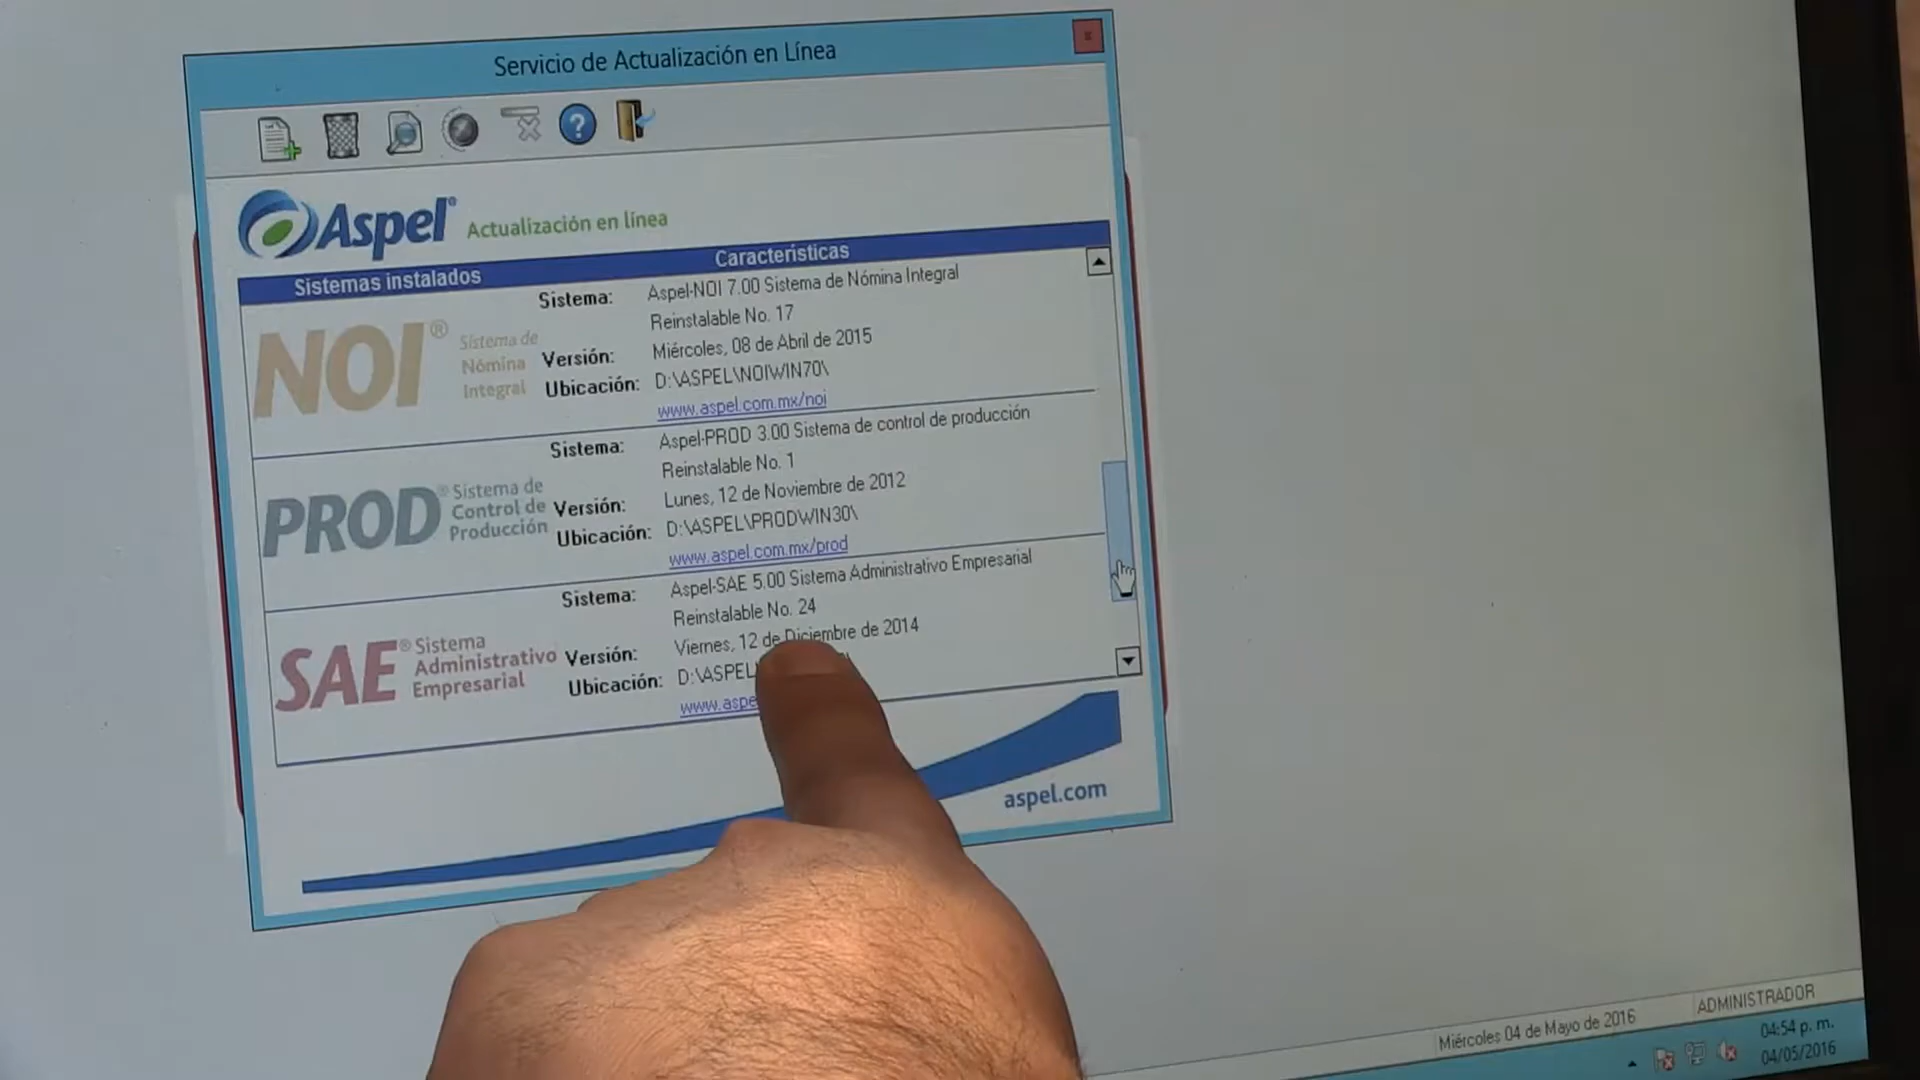 Servicio de Actualización en Línea
Aspel® Actualización en línea
Sistemas instalados Características
NOI® Sistema de Nómina Integral
Sistema: Aspel-NOI 7.00 Sistema de Nómina Integral
Reinstalable No. 17
Versión: Miércoles, 08 de Abril de 2015
Ubicación: D:\ASPEL\NOIWIN70\
www.aspel.com.mx/noi
PROD® Sistema de Control de Producción
Sistema: Aspel-PROD 3.00 Sistema de control de producción
Reinstalable No. 1
Versión: Lunes, 12 de Noviembre de 2012
Ubicación: D:\ASPEL\PRODWIN30\
www.aspel.com.mx/prod
SAE® Sistema Administrativo Empresarial
Sistema: Aspel-SAE 5.00 Sistema Administrativo Empresarial
Reinstalable No. 24
Versión: Viernes, 12 de Diciembre de 2014
Ubicación: D:\ASPEL\
www.aspe
aspel.com
Miércoles 04 de Mayo de 2016
ADMINISTRADOR
04:54 p. m.
04/05/2016